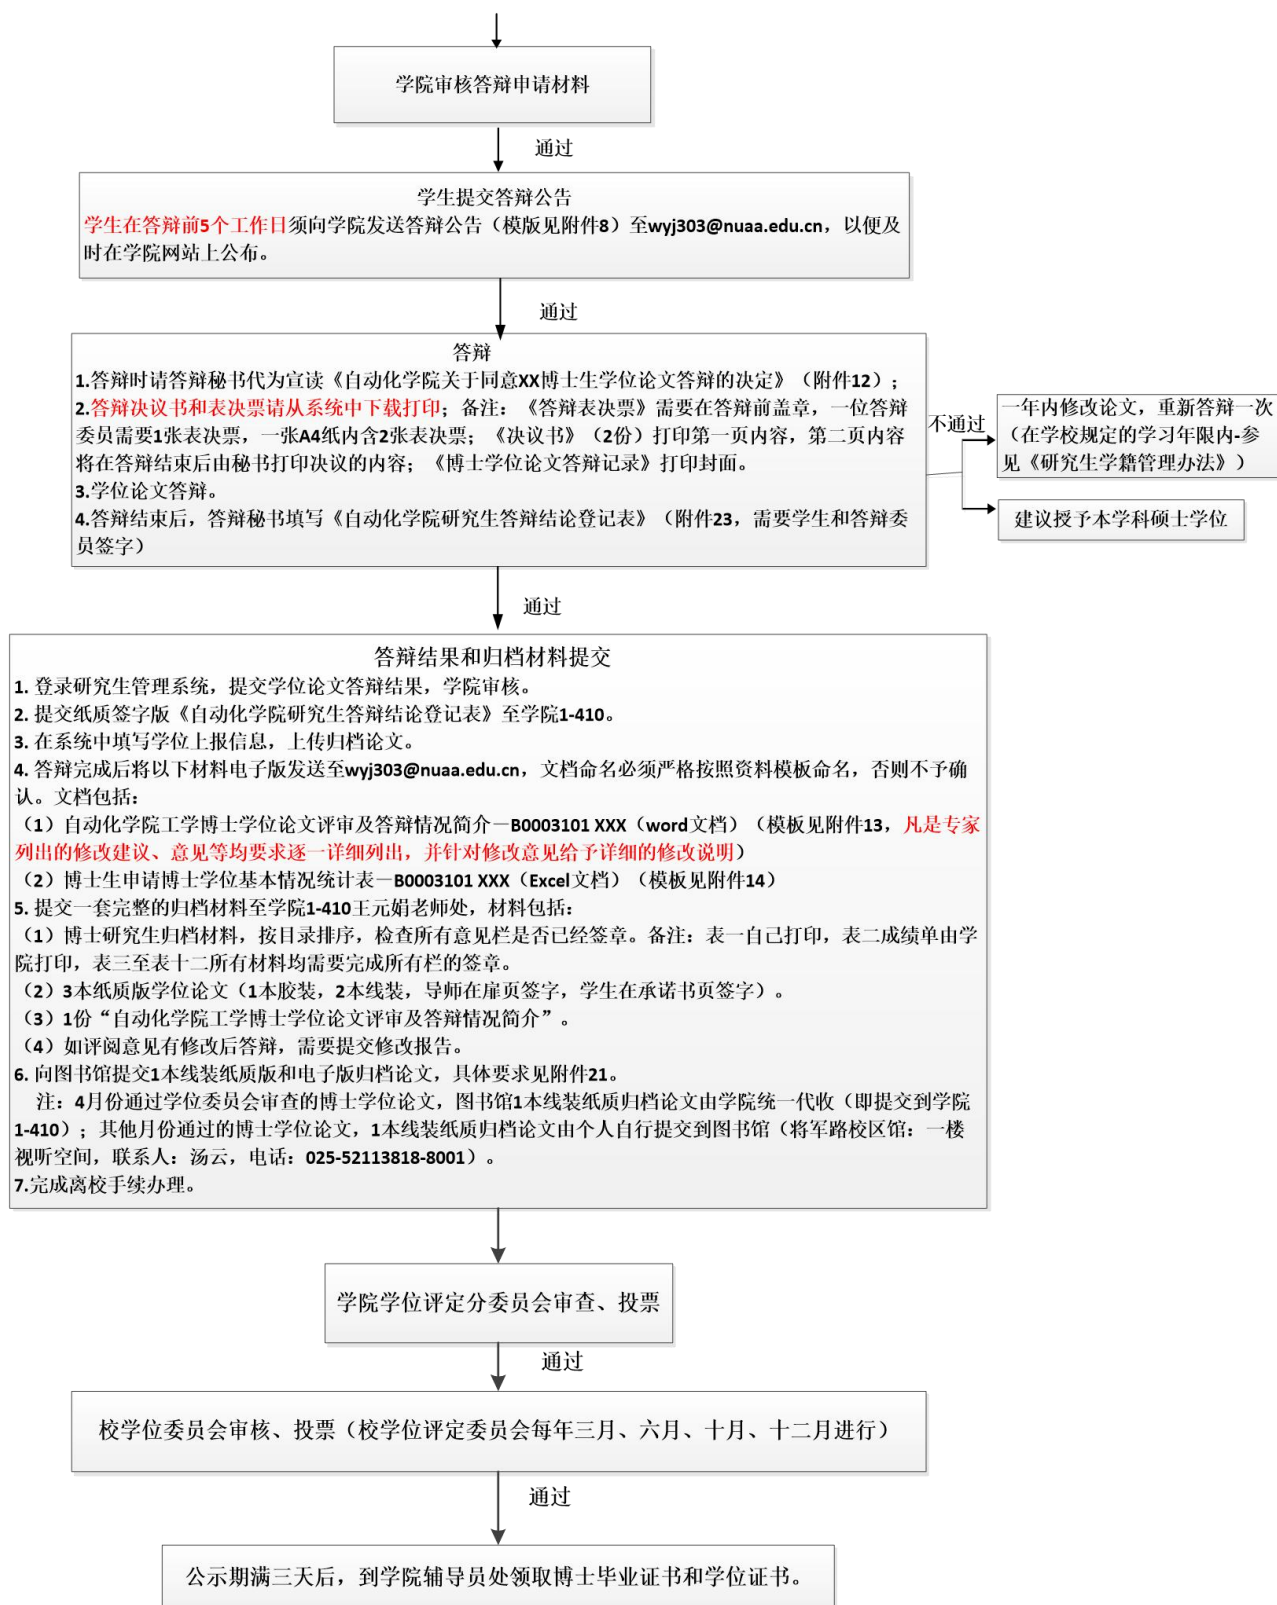 学院审核答辩申请材料
通过
学生提交答辩公告
学生在答辩前5个工作日须向学院发送答辩公告（模版见附件8）至wyj303@nuaa.edu.cn，以便及
时在学院网站上公布。
通过
答辩
1.答辩时请答辩秘书代为宣读《自动化学院关于同意XX博士生学位论文答辩的决定》（附件12）；
2.答辩决议书和表决票请从系统中下载打印；备注：《答辩表决票》需要在答辩前盖章，一位答辩
委员需要1张表决票，一张A4纸内含2张表决票；《决议书》（2份）打印第一页内容，第二页内容
将在答辩结束后由秘书打印决议的内容；《博士学位论文答辩记录》打印封面。
3.学位论文答辩。
4.答辩结束后，答辩秘书填写《自动化学院研究生答辩结论登记表》（附件23，需要学生和答辩委
员签字）
不通过
一年内修改论文，重新答辩一次
（在学校规定的学习年限内-参
见《研究生学籍管理办法》）
建议授予本学科硕士学位
通过
答辩结果和归档材料提交
1. 登录研究生管理系统，提交学位论文答辩结果，学院审核。
2. 提交纸质签字版《自动化学院研究生答辩结论登记表》至学院1-410。
3. 在系统中填写学位上报信息，上传归档论文。
4. 答辩完成后将以下材料电子版发送至wyj303@nuaa.edu.cn，文档命名必须严格按照资料模板命名，否则不予确
认。文档包括：
（1）自动化学院工学博士学位论文评审及答辩情况简介—B0003101 XXX（word文档）（模板见附件13，凡是专家
列出的修改建议、意见等均要求逐一详细列出，并针对修改意见给予详细的修改说明）
（2）博士生申请博士学位基本情况统计表—B0003101 XXX（Excel文档）（模板见附件14）
5. 提交一套完整的归档材料至学院1-410王元娟老师处，材料包括：
（1）博士研究生归档材料，按目录排序，检查所有意见栏是否已经签章。备注：表一自己打印，表二成绩单由学
院打印，表三至表十二所有材料均需要完成所有栏的签章。
（2）3本纸质版学位论文（1本胶装，2本线装，导师在扉页签字，学生在承诺书页签字）。
（3）1份“自动化学院工学博士学位论文评审及答辩情况简介”。
（4）如评阅意见有修改后答辩，需要提交修改报告。
6. 向图书馆提交1本线装纸质版和电子版归档论文，具体要求见附件21。
注：4月份通过学位委员会审查的博士学位论文，图书馆1本线装纸质归档论文由学院统一代收（即提交到学院
1-410）；其他月份通过的博士学位论文，1本线装纸质归档论文由个人自行提交到图书馆（将军路校区馆：一楼
视听空间，联系人：汤云，电话：025-52113818-8001）。
7.完成离校手续办理。
学院学位评定分委员会审查、投票
通过
校学位委员会审核、投票（校学位评定委员会每年三月、六月、十月、十二月进行）
通过
公示期满三天后，到学院辅导员处领取博士毕业证书和学位证书。